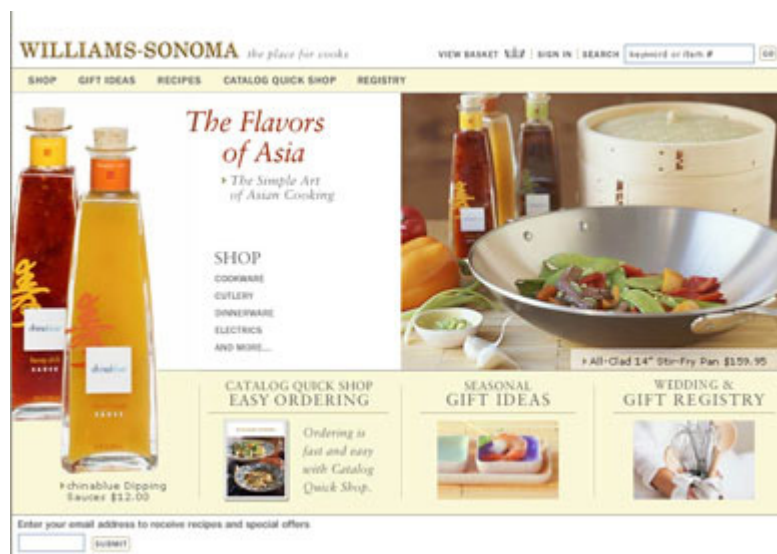 WILLIAMS-SONOMA the place for cooks
VIEW BASKET | SIGN IN | SEARCH keyword or item # GO
SHOP GIFT IDEAS RECIPES CATALOG QUICK SHOP REGISTRY
The Flavors
of Asia
The Simple Art
of Asian Cooking
SHOP
COOKWARE
CUTLERY
DINNERWARE
ELECTRICS
AND MORE...
chinablue
SAUCE
chinablue
SAUCE
All-Clad 14" Stir-Fry Pan $159.95
chinablue Dipping
Sauces $12.00
CATALOG QUICK SHOP
EASY ORDERING
Ordering is
fast and easy
with Catalog
Quick Shop.
SEASONAL
GIFT IDEAS
WEDDING &
GIFT REGISTRY
Enter your email address to receive recipes and special offers
SUBMIT